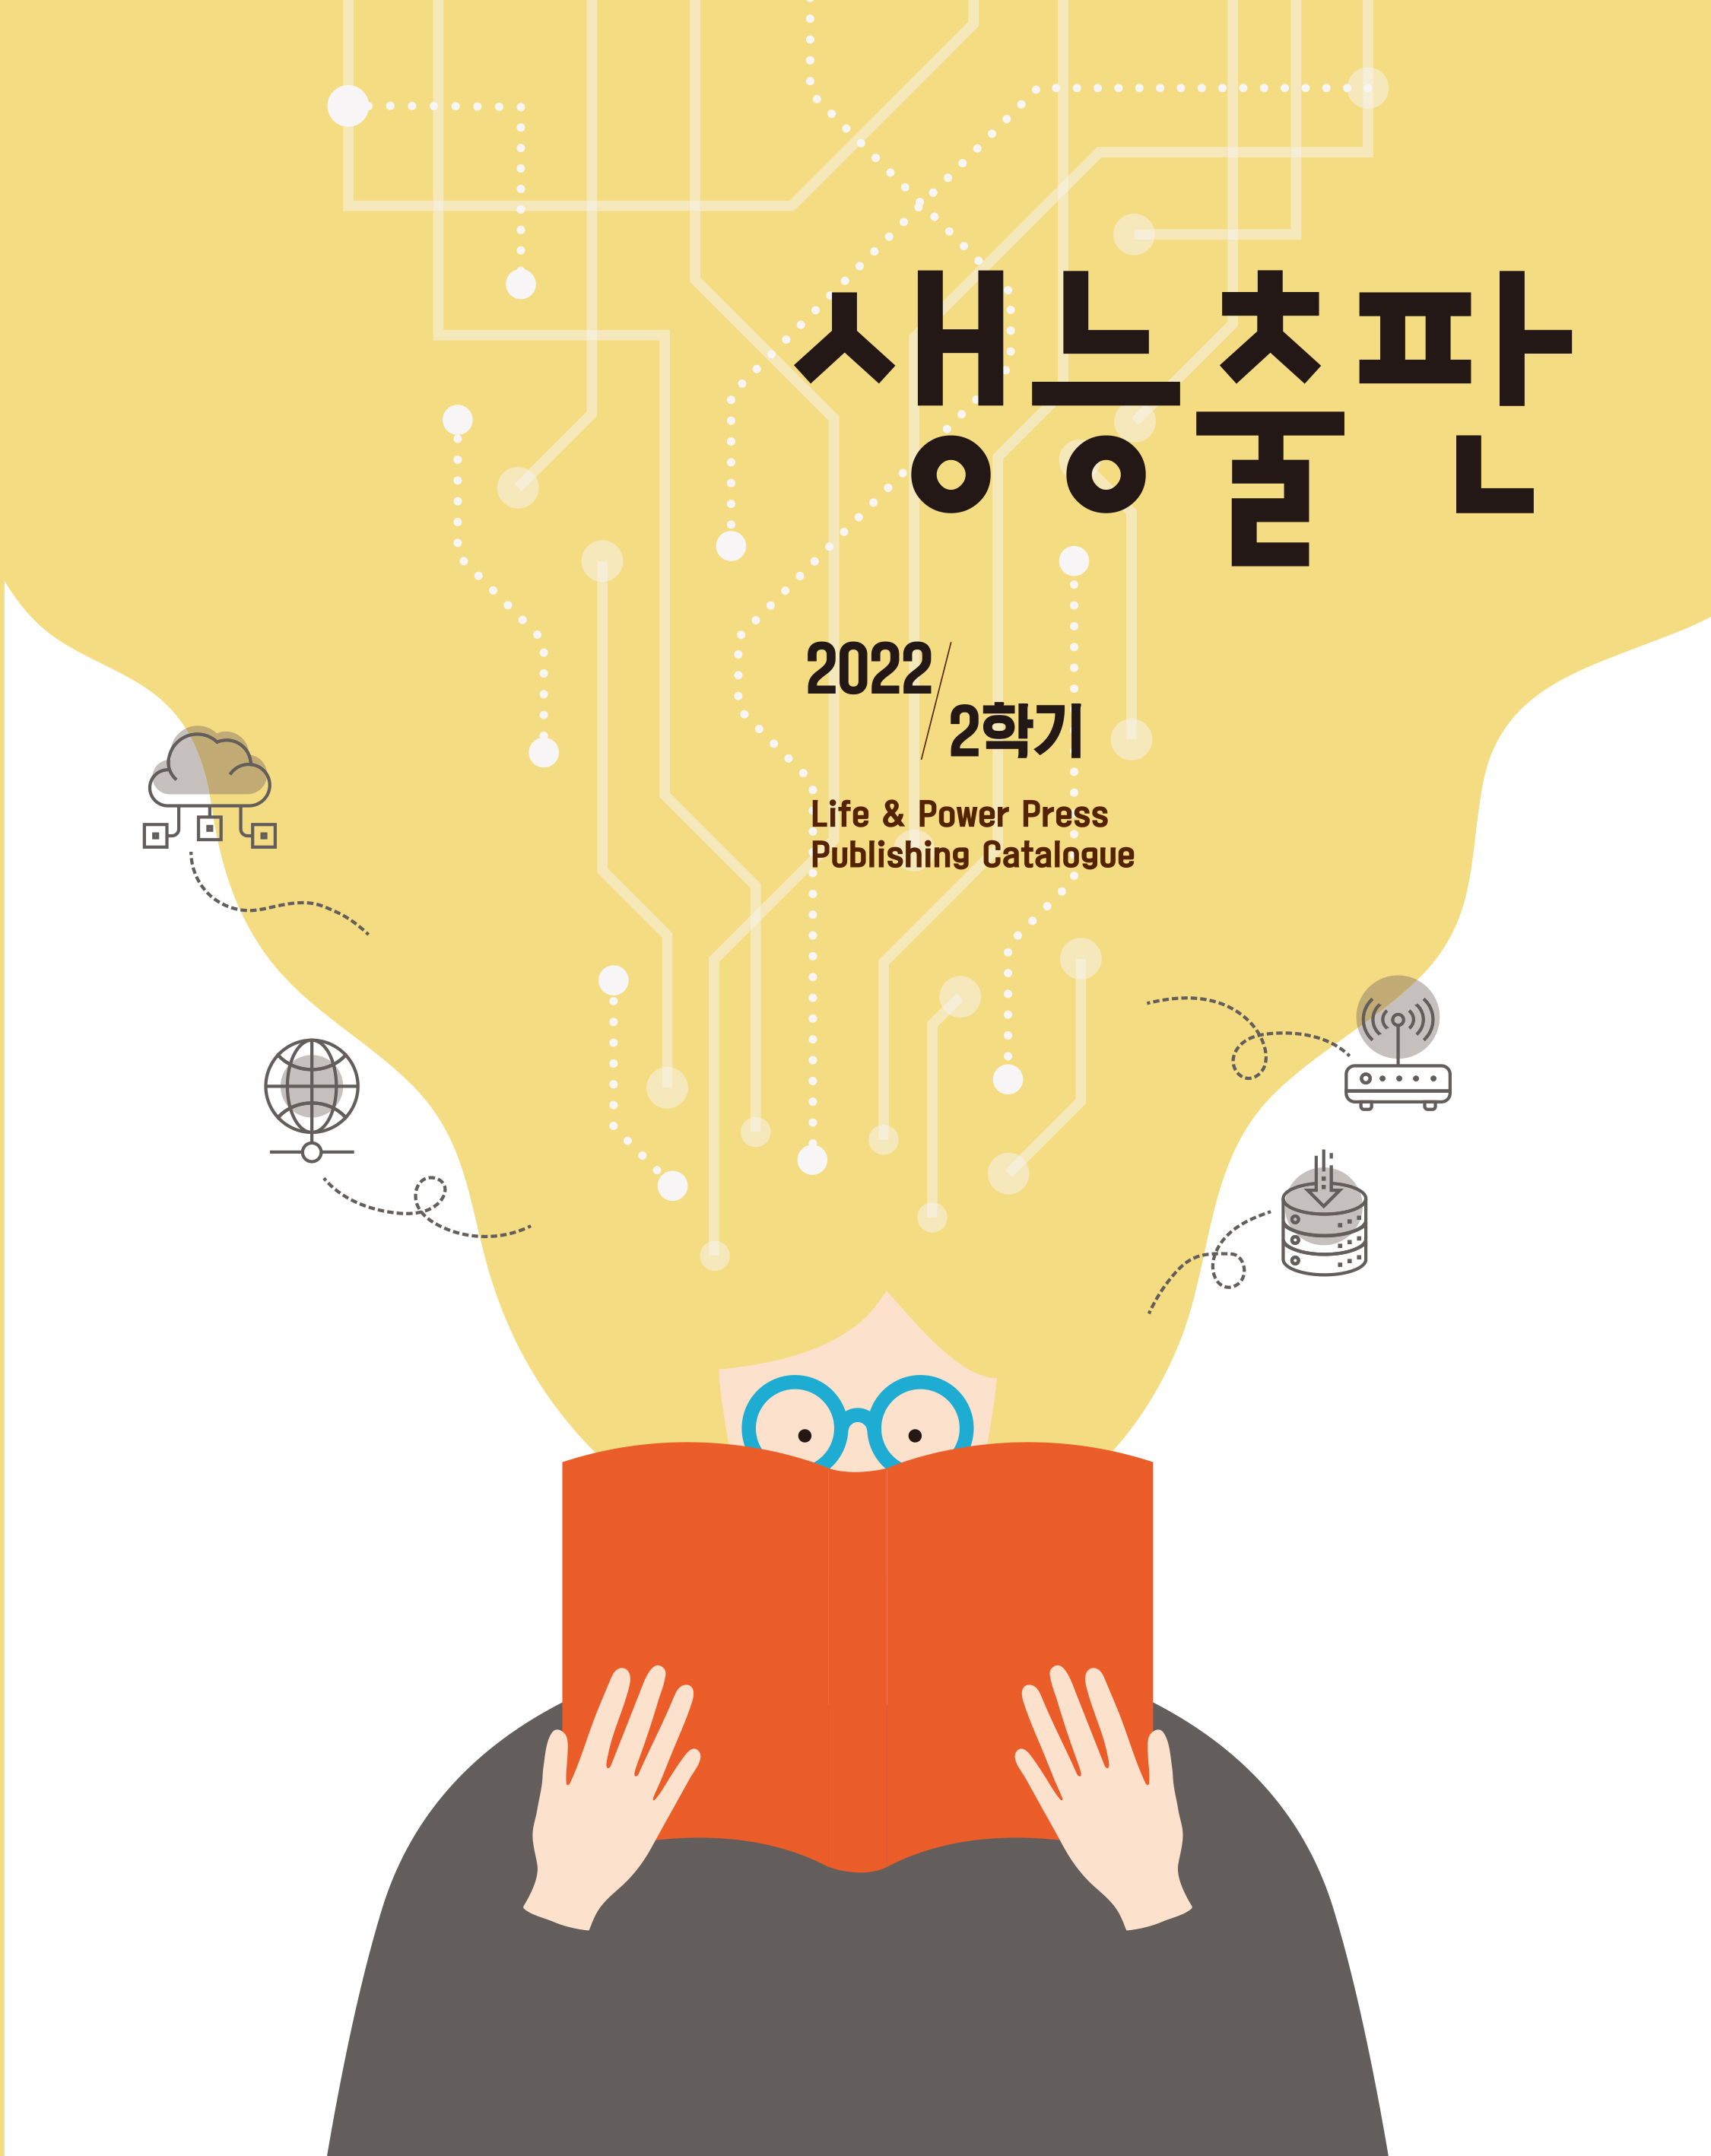 생능출판
2022
2학기
Life & Power Press
Publishing Catalogue